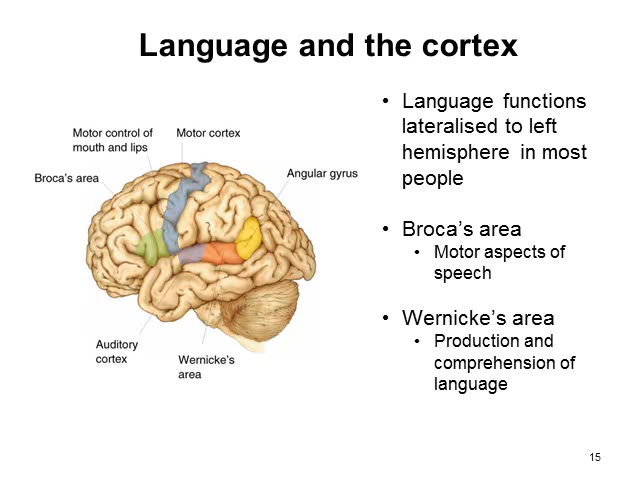 Language and the cortex
Motor control of
mouth and lips
Motor cortex
Broca's area
Angular gyrus
Auditory
cortex
Wernicke's
area
• Language functions
lateralised to left
hemisphere in most
people
• Broca's area
• Motor aspects of
speech
• Wernicke's area
• Production and
comprehension of
language
15